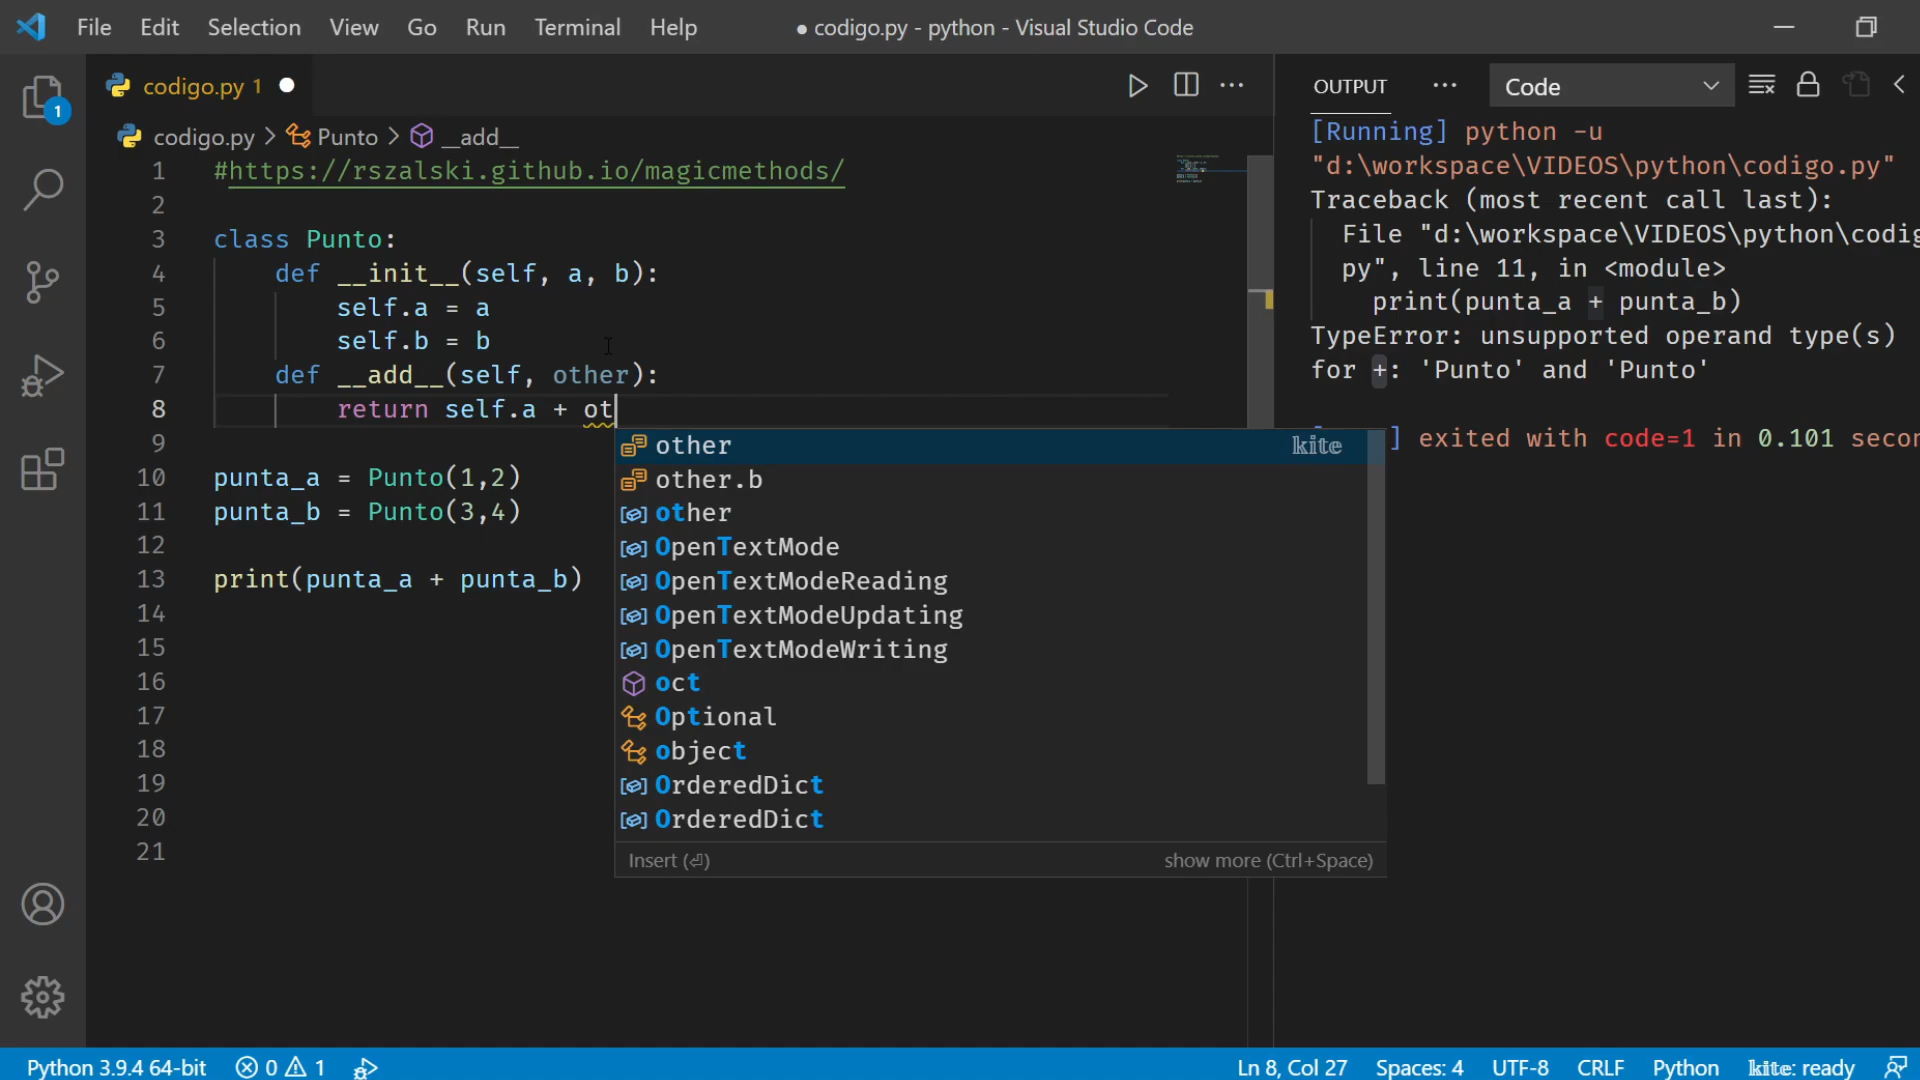 File Edit Selection View Go Run Terminal Help ● codigo.py - python - Visual Studio Code
codigo.py 1
OUTPUT ··· Code
codigo.py > Punto > __add__
1 #https://rszalski.github.io/magicmethods/
2
3 class Punto:
4 def __init__(self, a, b):
5 self.a = a
6 self.b = b
7 def __add__(self, other):
8 return self.a + ot
9
10 punta_a = Punto(1,2)
11 punta_b = Punto(3,4)
12
13 print(punta_a + punta_b)
14
15
16
17
18
19
20
21
other kite
other.b
other
OpenTextMode
OpenTextModeReading
OpenTextModeUpdating
OpenTextModeWriting
oct
Optional
object
OrderedDict
OrderedDict
Insert (⏎) show more (Ctrl+Space)
[Running] python -u
"d:\workspace\VIDEOS\python\codigo.py"
Traceback (most recent call last):
File "d:\workspace\VIDEOS\python\codig
py", line 11, in <module>
print(punta_a + punta_b)
TypeError: unsupported operand type(s)
for +: 'Punto' and 'Punto'
] exited with code=1 in 0.101 secon
1
Python 3.9.4 64-bit 0 1 Ln 8, Col 27 Spaces: 4 UTF-8 CRLF Python kite: ready